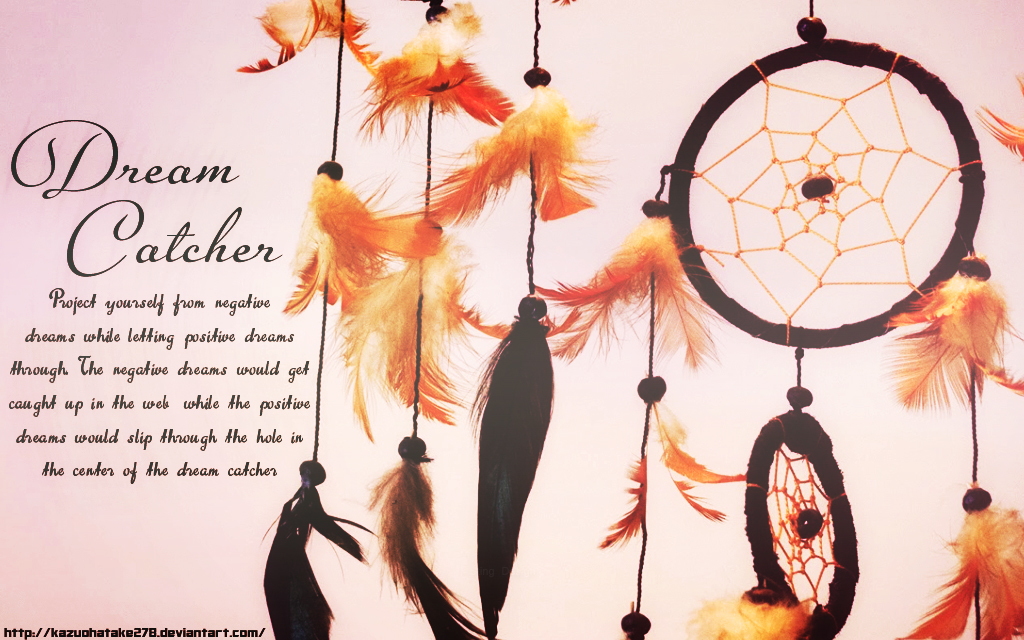 Dream
Catcher
Project yourself from negative
dreams while letting positive dreams
through. The negative dreams would get
caught up in the web while the positive
dreams would slip through the hole in
the center of the dream catcher
http://kazuohatake278.deviantart.com/